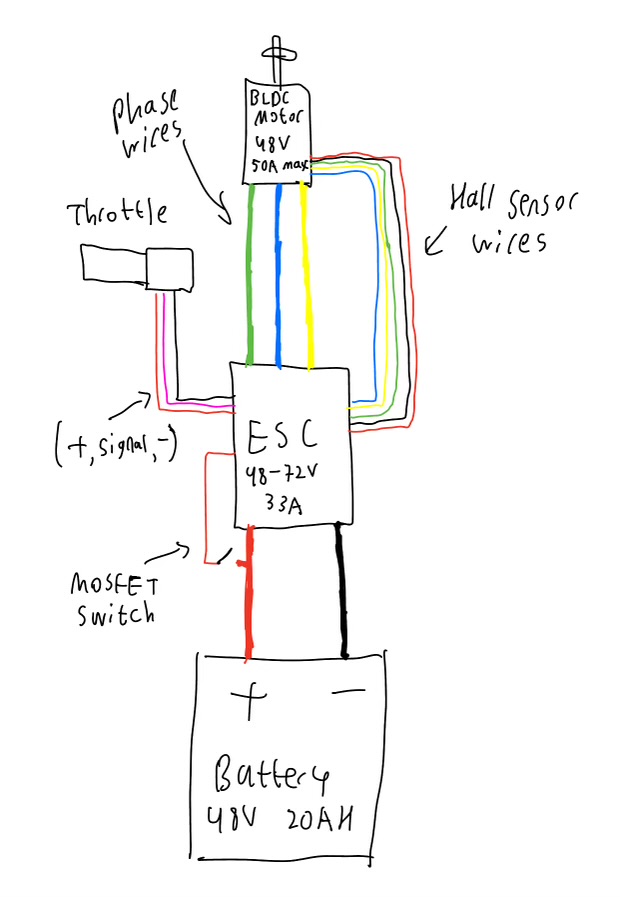 BLDC
Motor
48V
50A max
Phase
wires
Throttle
Hall sensor
wires
(+, signal, -)
ESC
48-72V
33A
MOSFET
switch
+ -
Battery
48V 20AH